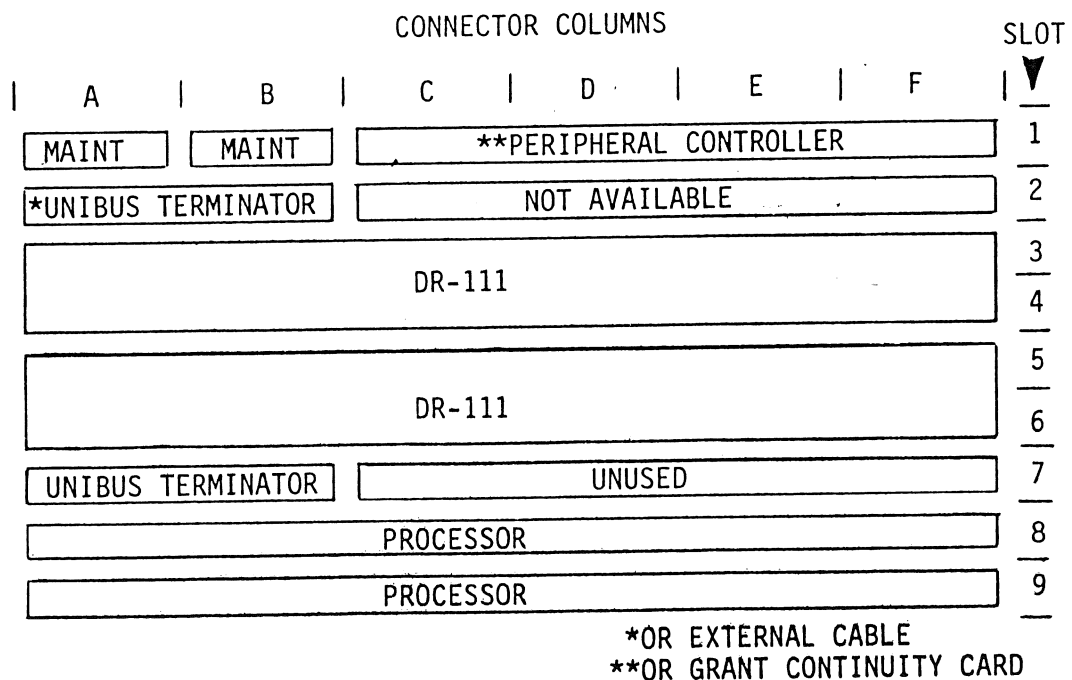 CONNECTOR COLUMNS
SLOT
A B C D E F
MAINT MAINT **PERIPHERAL CONTROLLER 1
*UNIBUS TERMINATOR NOT AVAILABLE 2
3
DR-111
4
5
DR-111
6
UNIBUS TERMINATOR UNUSED 7
PROCESSOR 8
PROCESSOR 9
*OR EXTERNAL CABLE
**OR GRANT CONTINUITY CARD